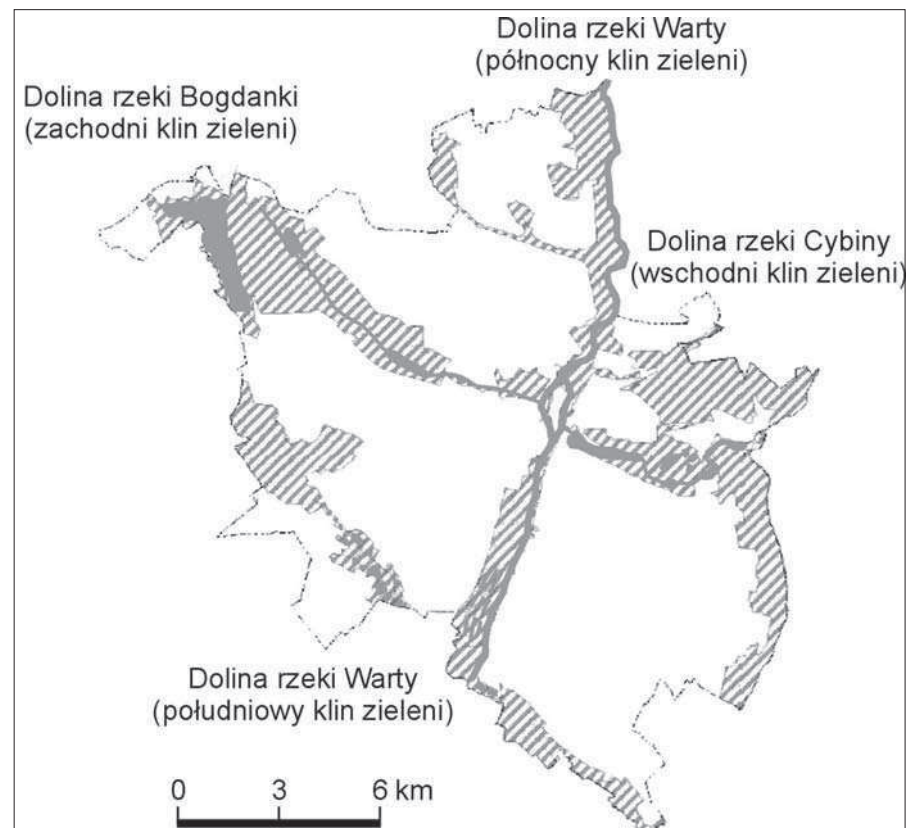 Dolina rzeki Warty
(północny klin zieleni)
Dolina rzeki Bogdanki
(zachodni klin zieleni)
Dolina rzeki Cybiny
(wschodni klin zieleni)
Dolina rzeki Warty
(południowy klin zieleni)
0 3 6 km